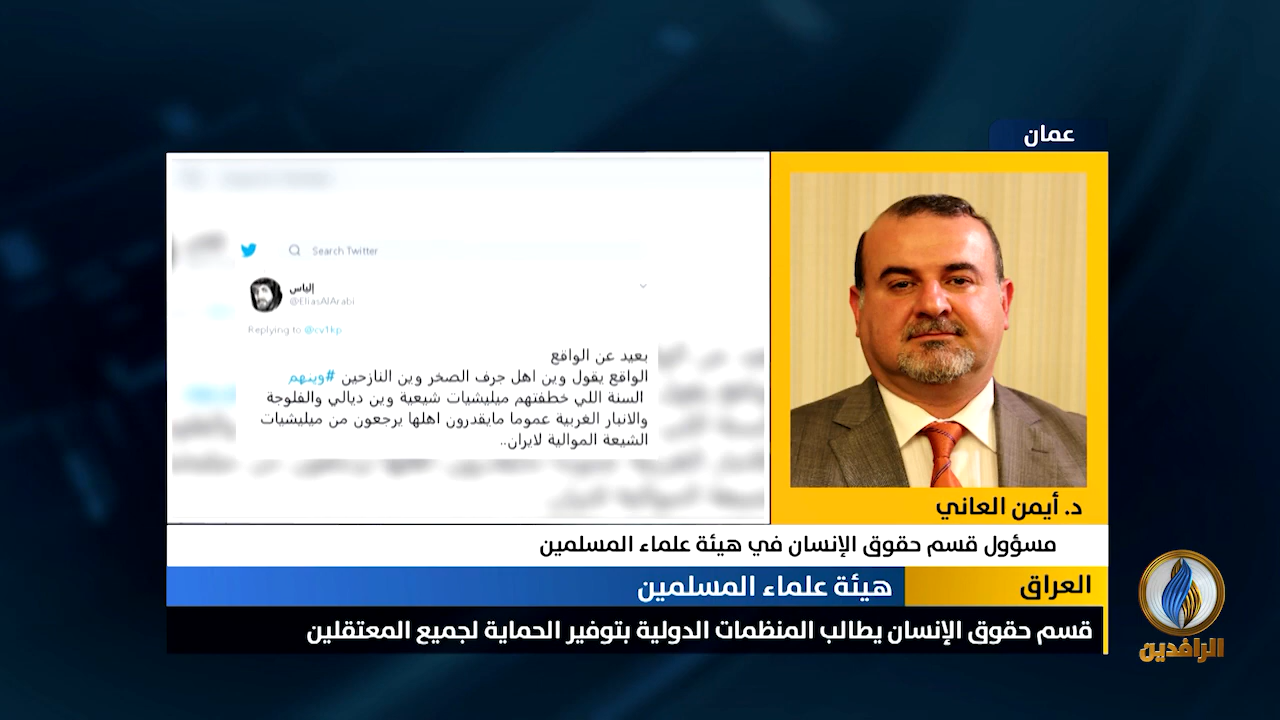 عمان
Search Twitter
إلياس
@EliasAlArabi
Replying to @cv1kp
بعيد عن الواقع
الواقع يقول وين اهل جرف الصخر وين النازحين #وينهم
السنة اللي خطفتهم ميليشيات شيعية وين ديالي والفلوجة
والانبار الغربية عموما مايقدرون اهلها يرجعون من ميليشيات
الشيعة الموالية لايران..
د. أيمن العاني
مسؤول قسم حقوق الإنسان في هيئة علماء المسلمين
العراق
هيئة علماء المسلمين
قسم حقوق الإنسان يطالب المنظمات الدولية بتوفير الحماية لجميع المعتقلين
الرافدين